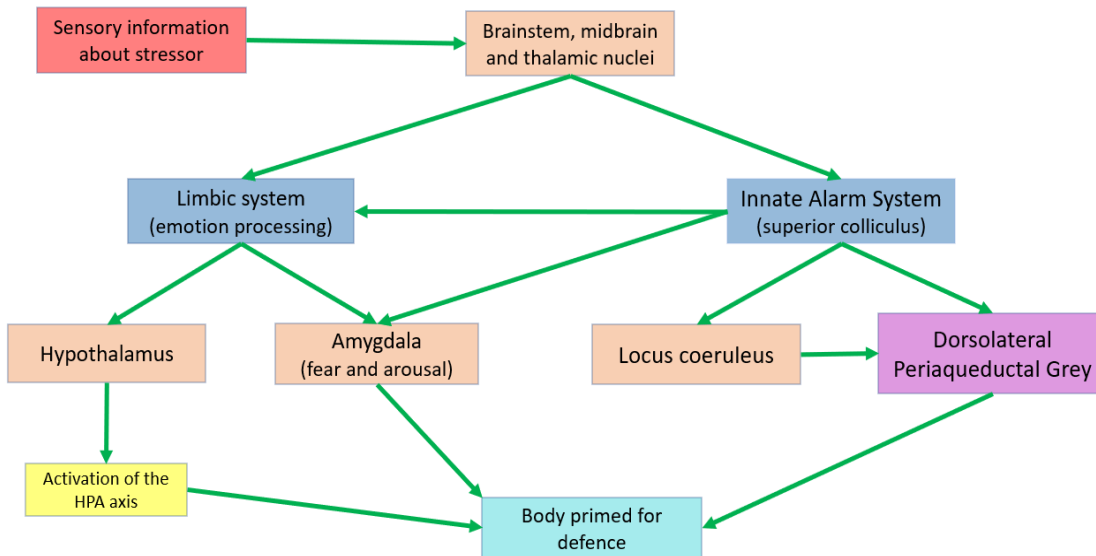 Sensory information
about stressor
Brainstem, midbrain
and thalamic nuclei
Limbic system
(emotion processing)
Innate Alarm System
(superior colliculus)
Hypothalamus
Amygdala
(fear and arousal)
Locus coeruleus
Dorsolateral
Periaqueductal Grey
Activation of the
HPA axis
Body primed for
defence